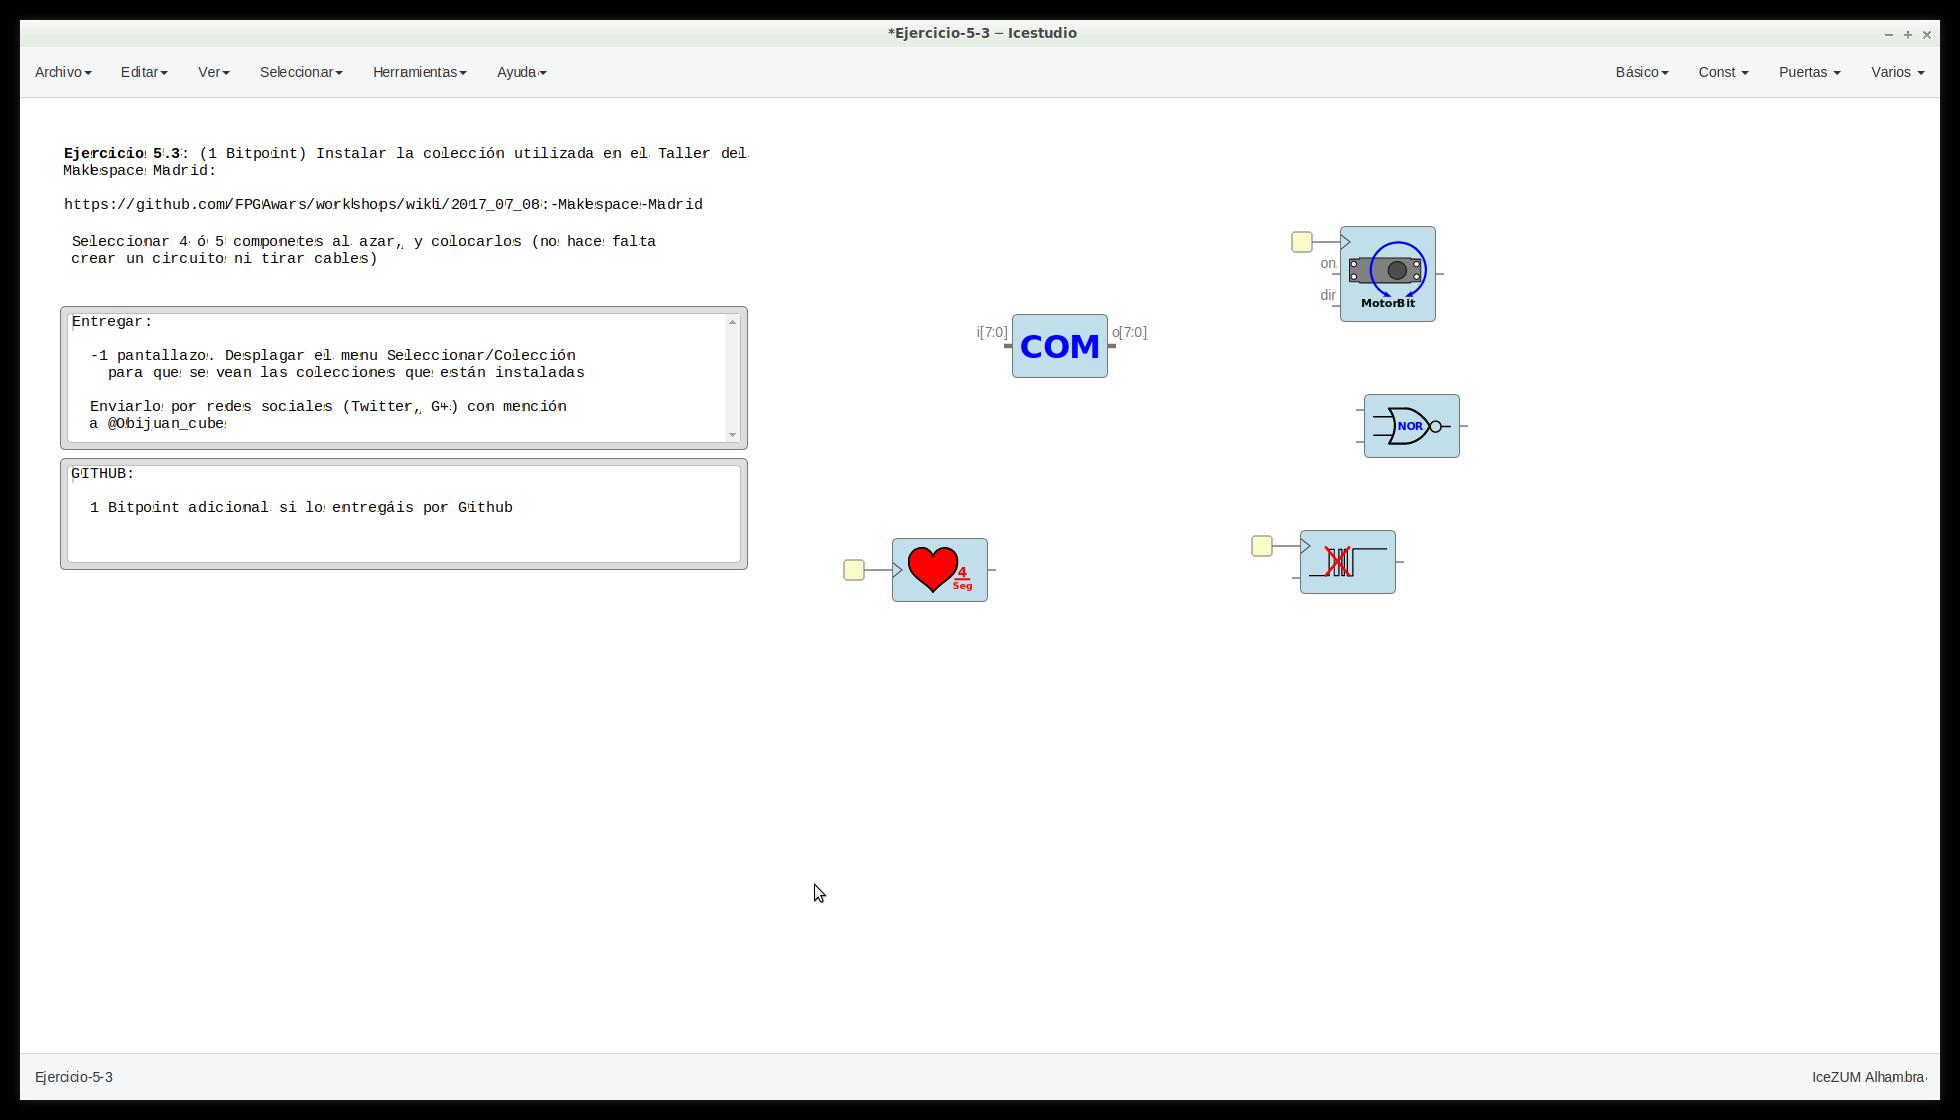 *Ejercicio-5-3 – Icestudio
Archivo Editar Ver Seleccionar Herramientas Ayuda Básico Const Puertas Varios
Ejercicio 5.3: (1 Bitpoint) Instalar la colección utilizada en el Taller del
Makespace Madrid:
https://github.com/FPGAwars/workshops/wiki/2017_07_08:-Makespace-Madrid
Seleccionar 4 ó 5 componetes al azar, y colocarlos (no hace falta
crear un circuito ni tirar cables)
Entregar:
-1 pantallazo. Desplagar el menu Seleccionar/Colección
para que se vean las colecciones que están instaladas
Enviarlo por redes sociales (Twitter, G+) con mención
a @Obijuan_cube
GITHUB:
1 Bitpoint adicional si lo entregáis por Github
on
dir
MotorBit
i[7:0] COM o[7:0]
NOR
4
Seg
Ejercicio-5-3 IceZUM Alhambra